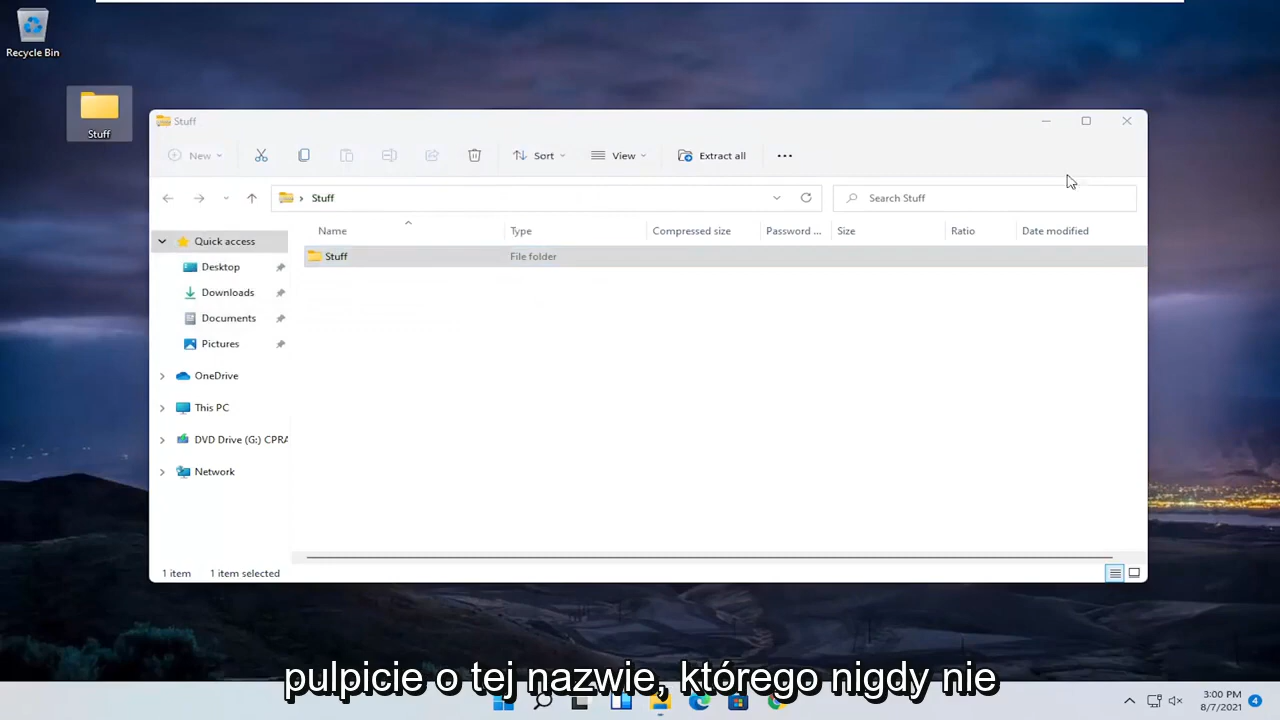 Recycle Bin
Stuff
Stuff
New
Sort
View
Extract all
Stuff
Search Stuff
Name
Type
Compressed size
Password ...
Size
Ratio
Date modified
Quick access
Stuff
File folder
Desktop
Downloads
Documents
Pictures
OneDrive
This PC
DVD Drive (G:) CPRA
Network
1 item
1 item selected
pulpicie o tej nazwie, którego nigdy nie
3:00 PM
8/7/2021
4